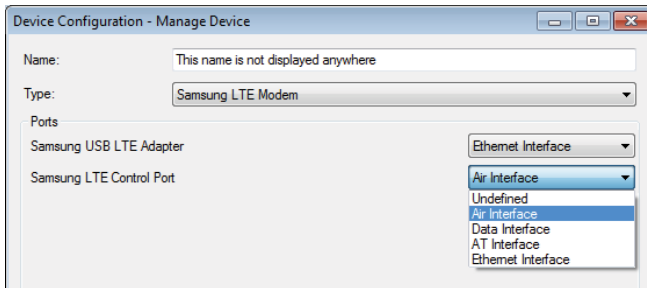 Device Configuration - Manage Device
Name: This name is not displayed anywhere
Type: Samsung LTE Modem
Ports
Samsung USB LTE Adapter Ethernet Interface
Samsung LTE Control Port Air Interface
Undefined
Air Interface
Data Interface
AT Interface
Ethernet Interface